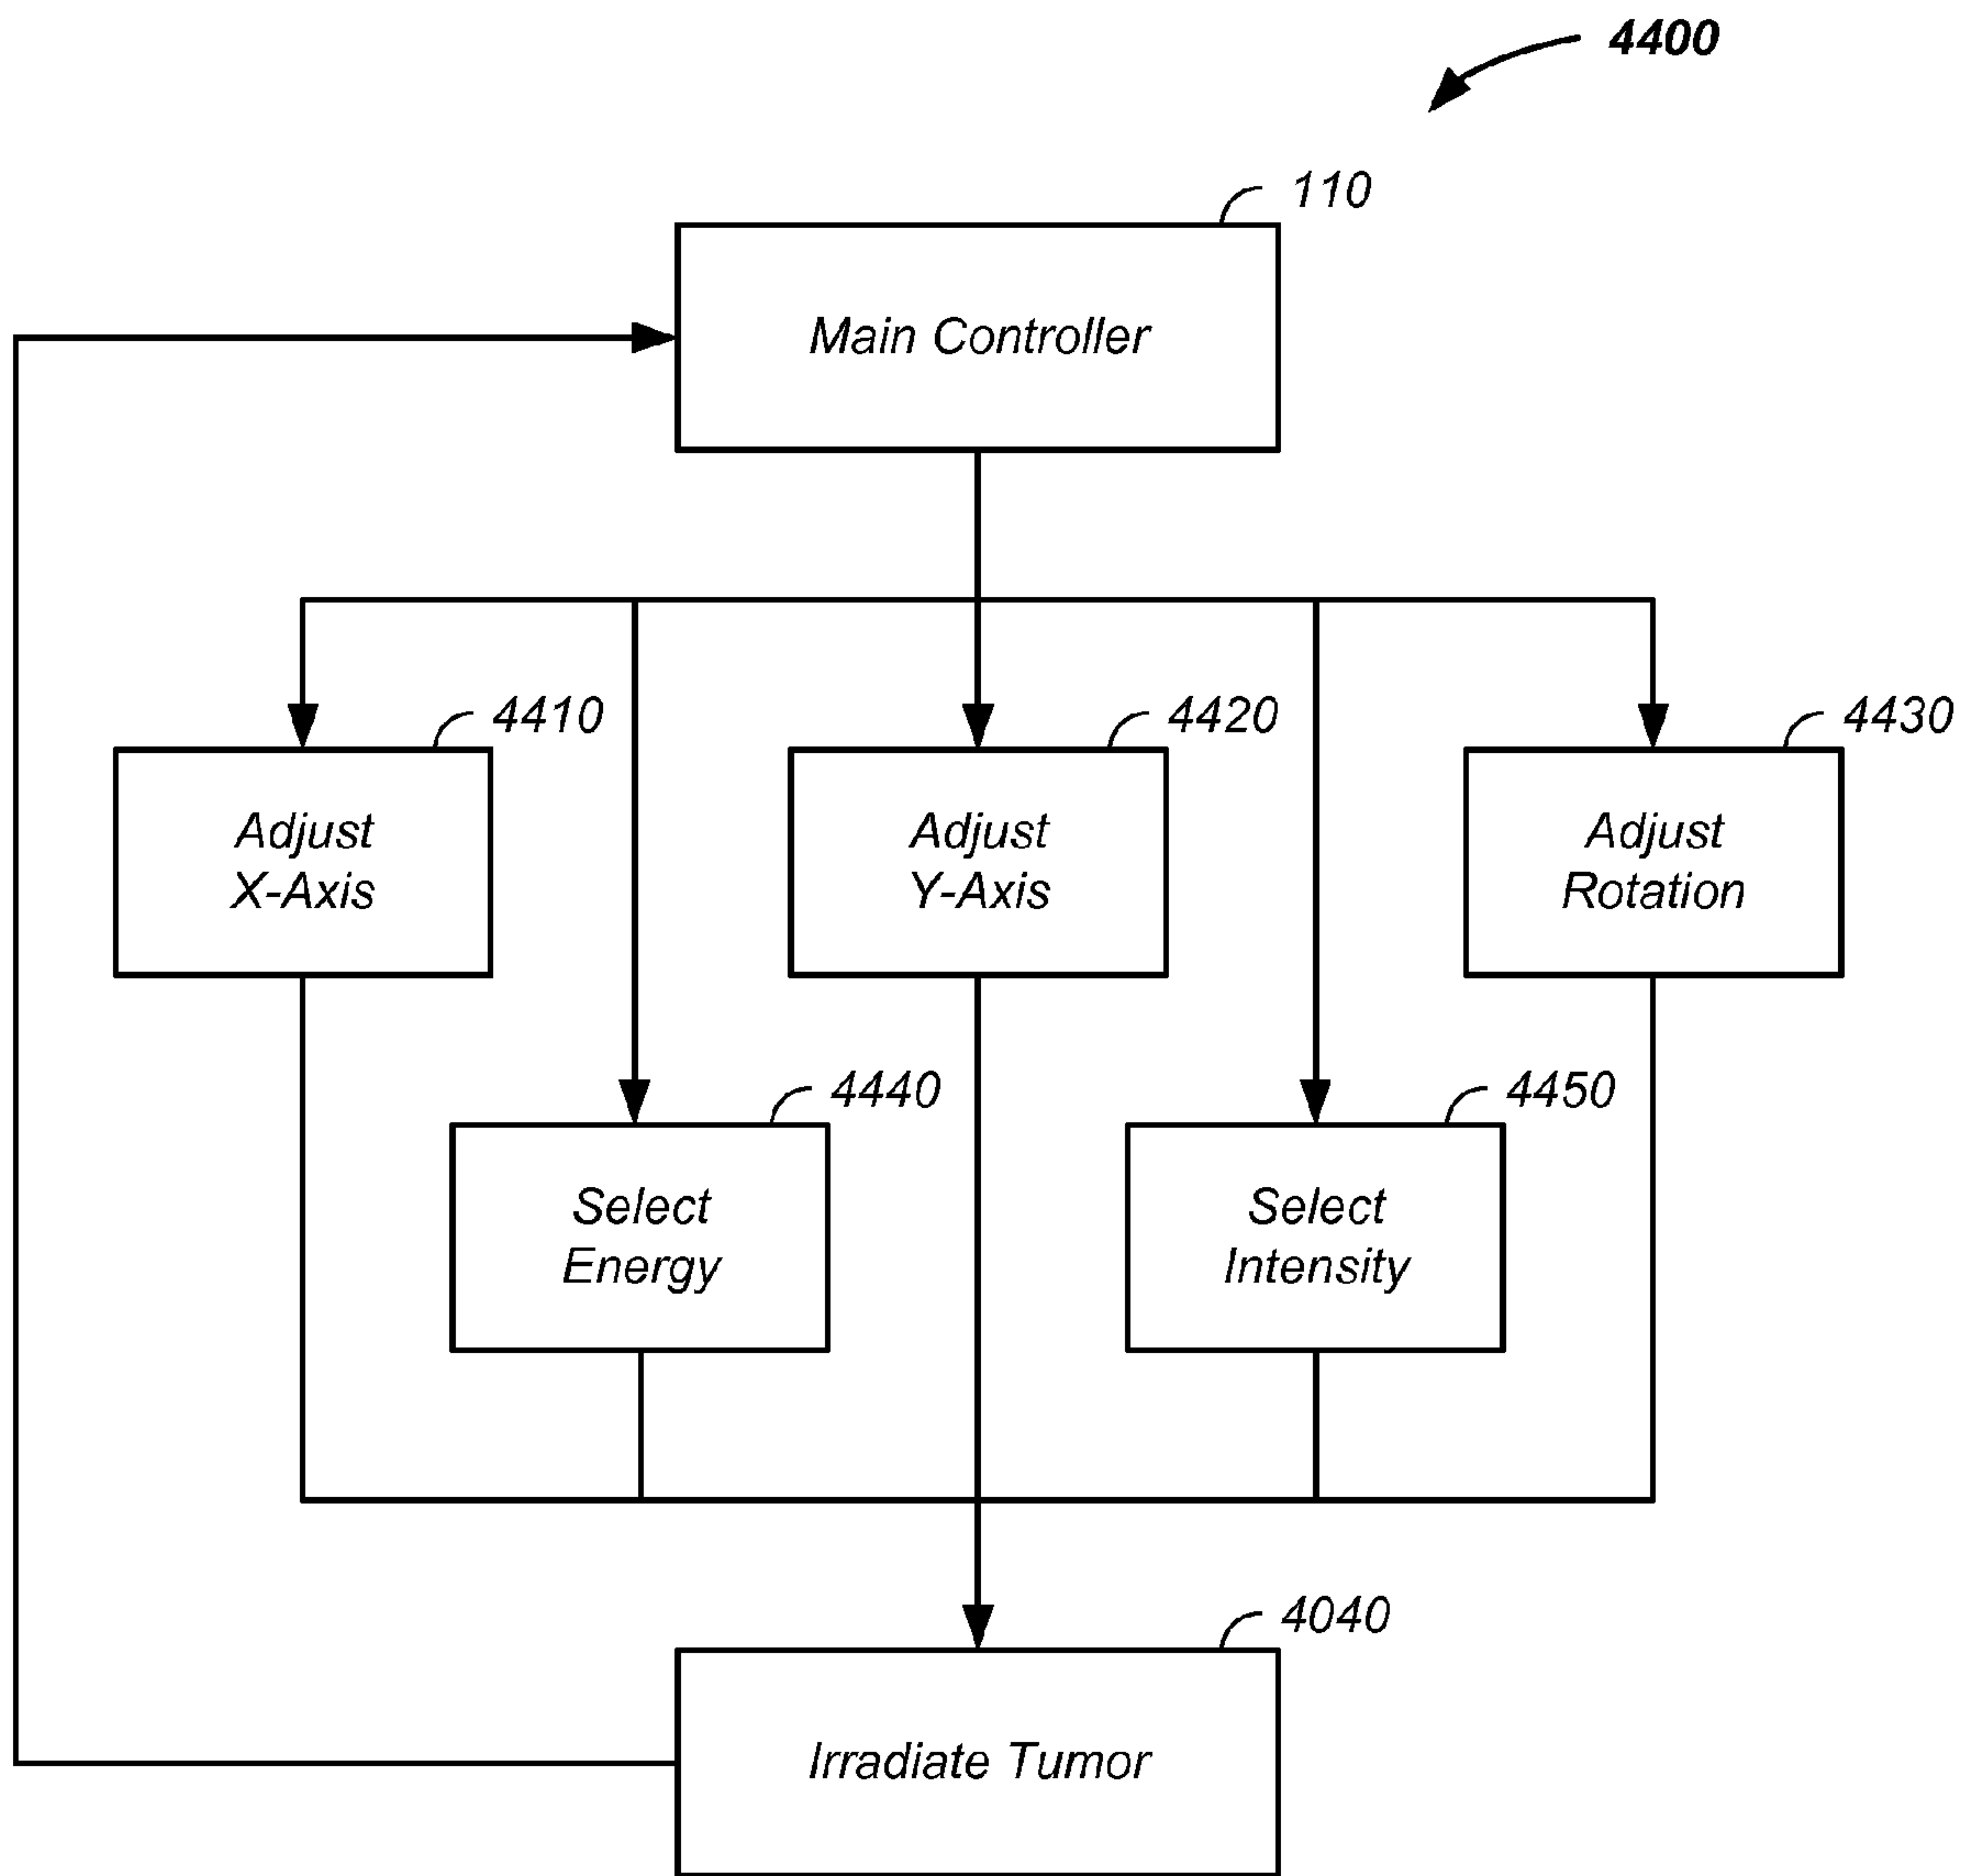 4400
110
Main Controller
4410
4420
4430
Adjust
X-Axis
Adjust
Y-Axis
Adjust
Rotation
4440
4450
Select
Energy
Select
Intensity
4040
Irradiate Tumor